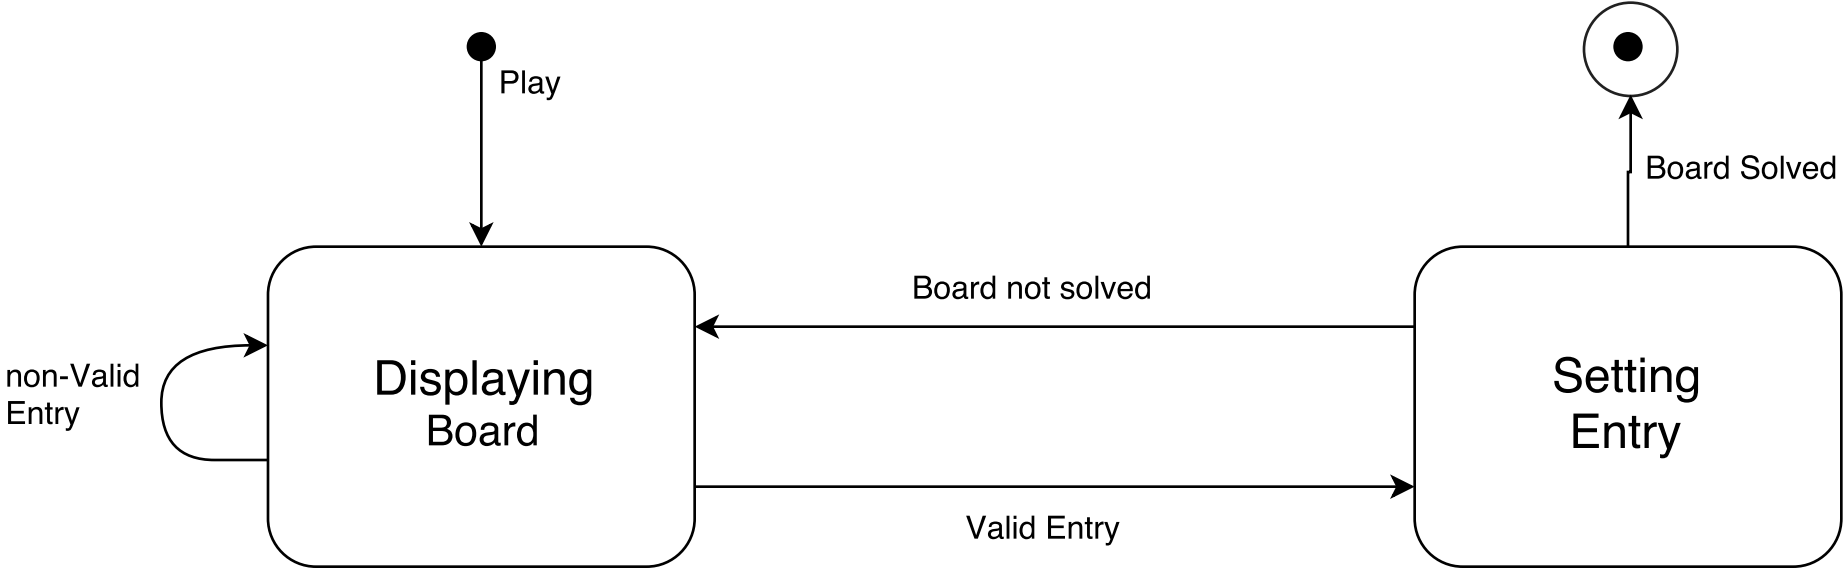 Play
Board Solved
Board not solved
non-Valid
Entry
Displaying
Board
Setting
Entry
Valid Entry